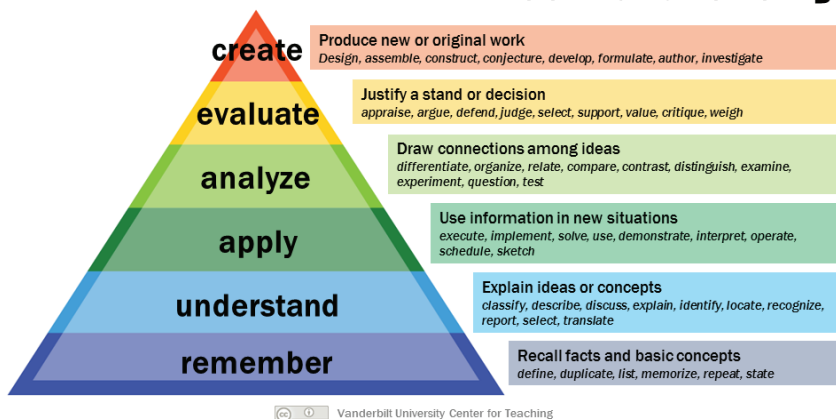 create
Produce new or original work
Design, assemble, construct, conjecture, develop, formulate, author, investigate
evaluate
Justify a stand or decision
appraise, argue, defend, judge, select, support, value, critique, weigh
analyze
Draw connections among ideas
differentiate, organize, relate, compare, contrast, distinguish, examine,
experiment, question, test
apply
Use information in new situations
execute, implement, solve, use, demonstrate, interpret, operate,
schedule, sketch
understand
Explain ideas or concepts
classify, describe, discuss, explain, identify, locate, recognize,
report, select, translate
remember
Recall facts and basic concepts
define, duplicate, list, memorize, repeat, state
cc
Vanderbilt University Center for Teaching